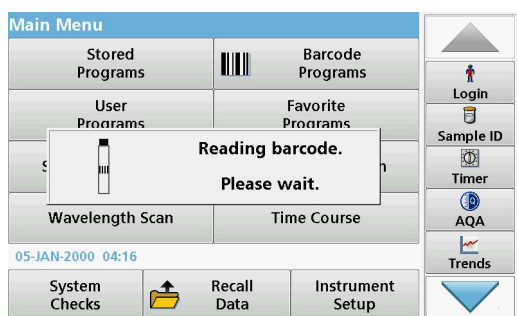 Main Menu
Stored
Programs
Barcode
Programs
User
Programs
Favorite
Programs
Reading barcode.
Please wait.
Wavelength Scan
Time Course
05-JAN-2000 04:16
System
Checks
Recall
Data
Instrument
Setup
Login
Sample ID
Timer
AQA
Trends